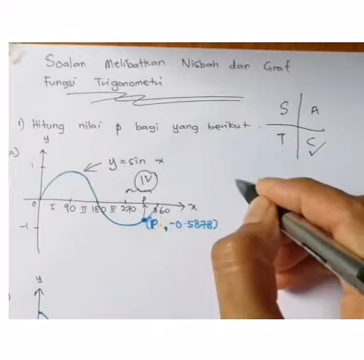 Soalan Melibatkan Nisbah dan Graf
Fungsi Trigonometri
S A
T C
1) Hitung nilai p bagi yang berikut.
a)
y
1
y = sin x
IV
P
0 I 90 II 180 III 270 360 x
-1
(P, -0.5878)
)
y